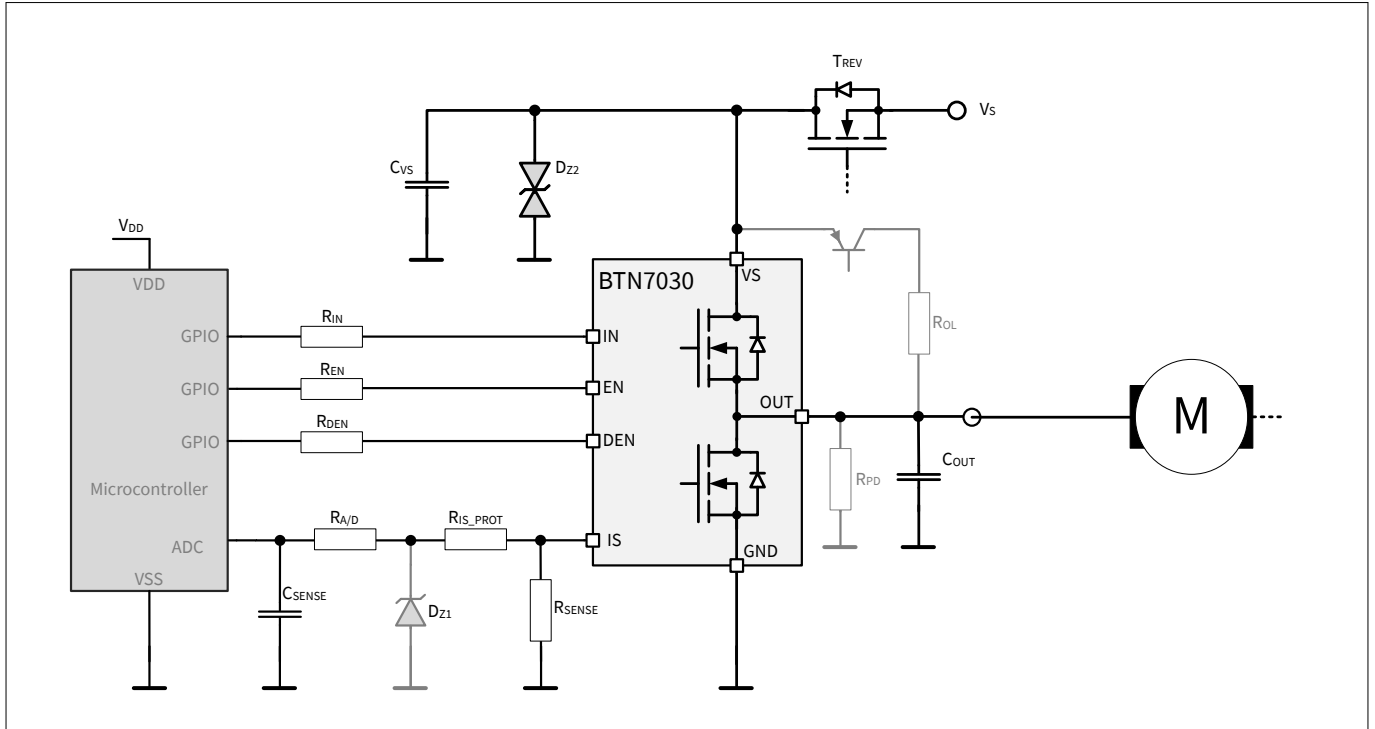 TREV
VS
CVS
DZ2
VDD
BTN7030
VS
VDD
RIN
GPIO
IN
ROL
REN
GPIO
EN
OUT
RDEN
GPIO
DEN
M
COUT
RPD
Microcontroller
RA/D
RIS_PROT
ADC
IS
GND
VSS
CSENSE
DZ1
RSENSE